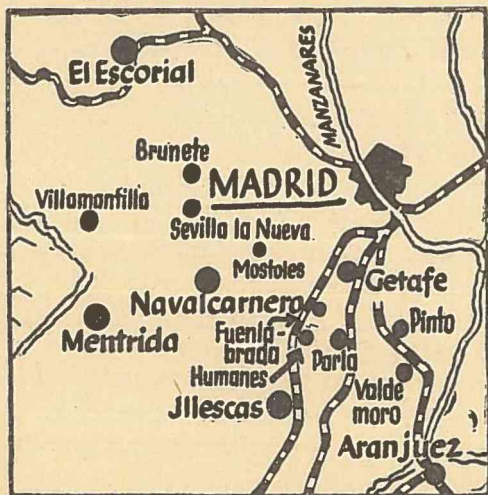 El Escorial
MANZANARES
Brunete
MADRID
Villamantilla
Sevilla la Nueva
Mostoles
Getafe
Navalcarnero
Mentrida
Fuenla-
brada
Pinto
Parla
Humanes
Valde
moro
Jllescas
Aranjuez